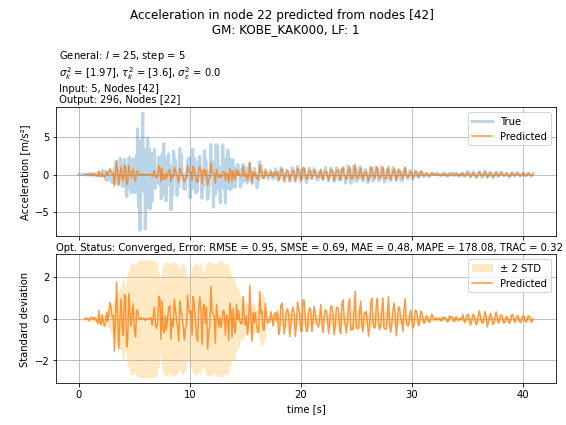 Acceleration in node 22 predicted from nodes [42]
GM: KOBE_KAK000, LF: 1
General: l = 25, step = 5
σ²ₖ = [1.97], τ²ₖ = [3.6], σ²ε = 0.0
Input: 5, Nodes [42]
Output: 296, Nodes [22]
Acceleration [m/s²]
5
0
−5
True
Predicted
Opt. Status: Converged, Error: RMSE = 0.95, SMSE = 0.69, MAE = 0.48, MAPE = 178.08, TRAC = 0.32
Standard deviation
2
0
−2
± 2 STD
Predicted
0 10 20 30 40
time [s]